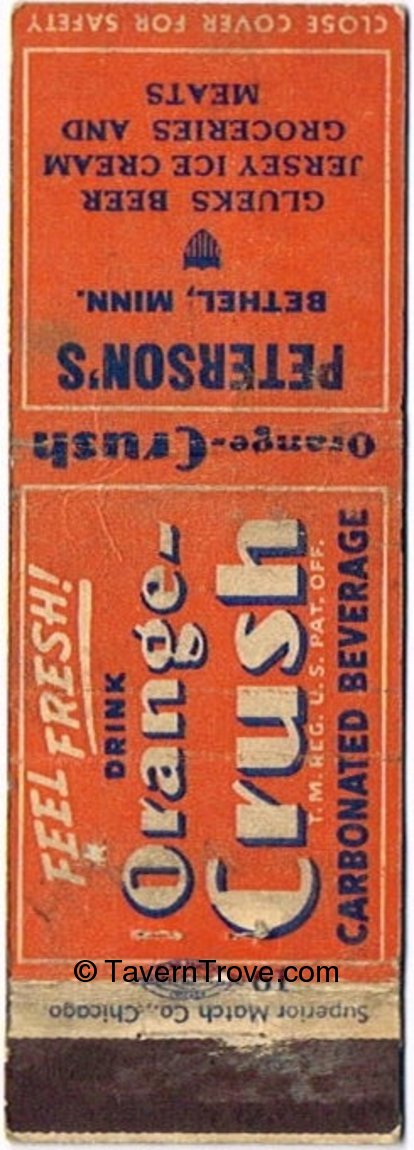 CLOSE COVER FOR SAFETY
PETERSON'S
BETHEL, MINN.
GLUEKS BEER
JERSEY ICE CREAM
GROCERIES AND
MEATS
Orange-Crush
FEEL FRESH!
DRINK
Orange-
Crush
T.M. REG. U.S. PAT. OFF.
CARBONATED BEVERAGE
© TavernTrove.com
Superior Match Co., Chicago